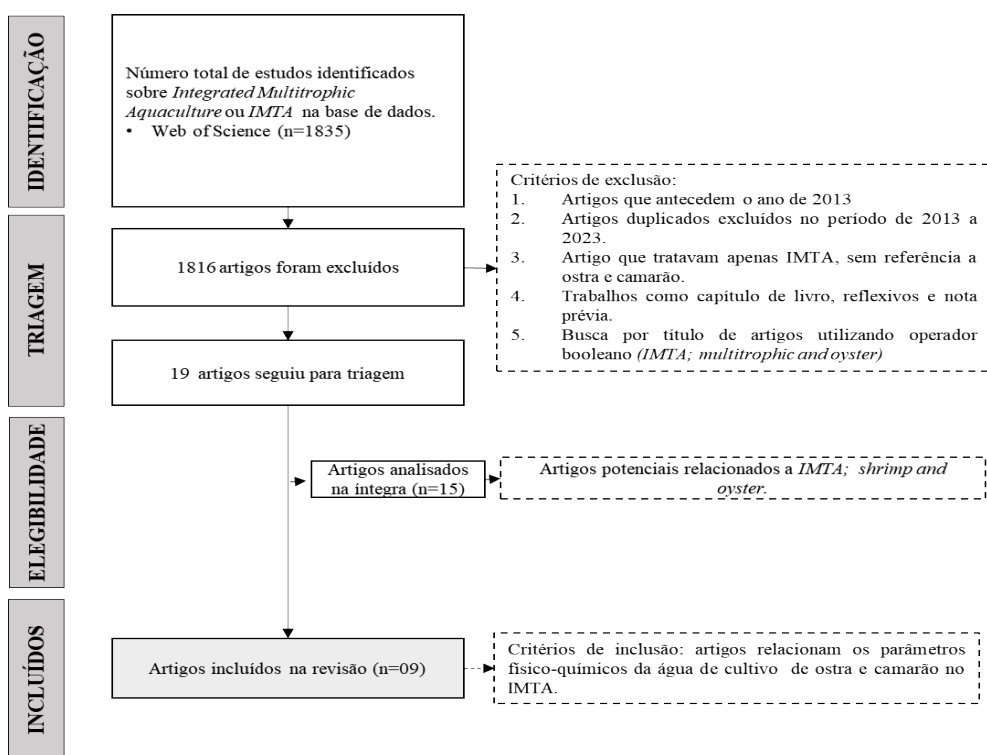 IDENTIFICAÇÃO
Número total de estudos identificados
sobre Integrated Multitrophic
Aquaculture ou IMTA na base de dados.
• Web of Science (n=1835)
TRIAGEM
1816 artigos foram excluídos
Critérios de exclusão:
1. Artigos que antecedem o ano de 2013
2. Artigos duplicados excluídos no período de 2013 a
2023.
3. Artigo que tratavam apenas IMTA, sem referência a
ostra e camarão.
4. Trabalhos como capítulo de livro, reflexivos e nota
prévia.
5. Busca por título de artigos utilizando operador
booleano (IMTA; multitrophic and oyster)
19 artigos seguiu para triagem
ELEGIBILIDADE
Artigos analisados
na íntegra (n=15)
Artigos potenciais relacionados a IMTA; shrimp and
oyster.
INCLUÍDOS
Artigos incluídos na revisão (n=09)
Critérios de inclusão: artigos relacionam os parâmetros
físico-químicos da água de cultivo de ostra e camarão no
IMTA.